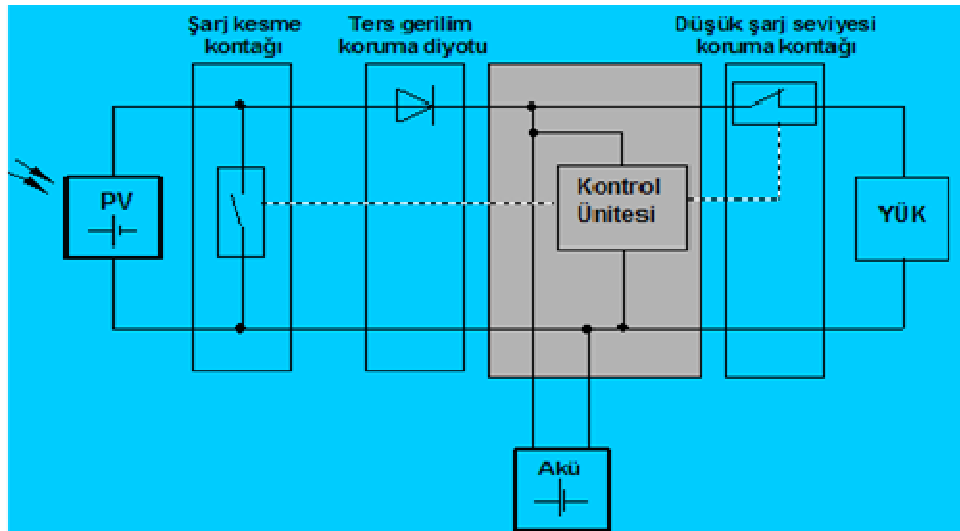 Şarj kesme
kontağı
Ters gerilim
koruma diyotu
Düşük şarj seviyesi
koruma kontağı
PV
Kontrol
Ünitesi
YÜK
Akü